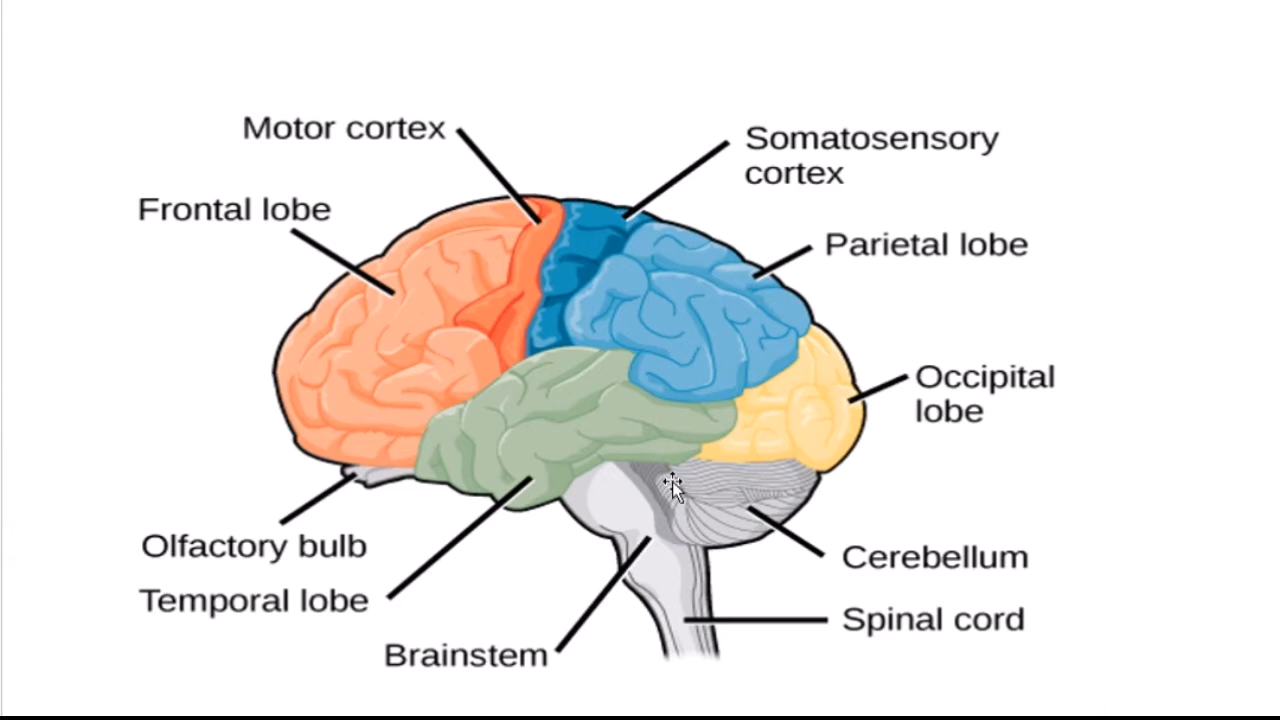 Motor cortex
Somatosensory
cortex
Frontal lobe
Parietal lobe
Occipital
lobe
Olfactory bulb
Cerebellum
Temporal lobe
Spinal cord
Brainstem